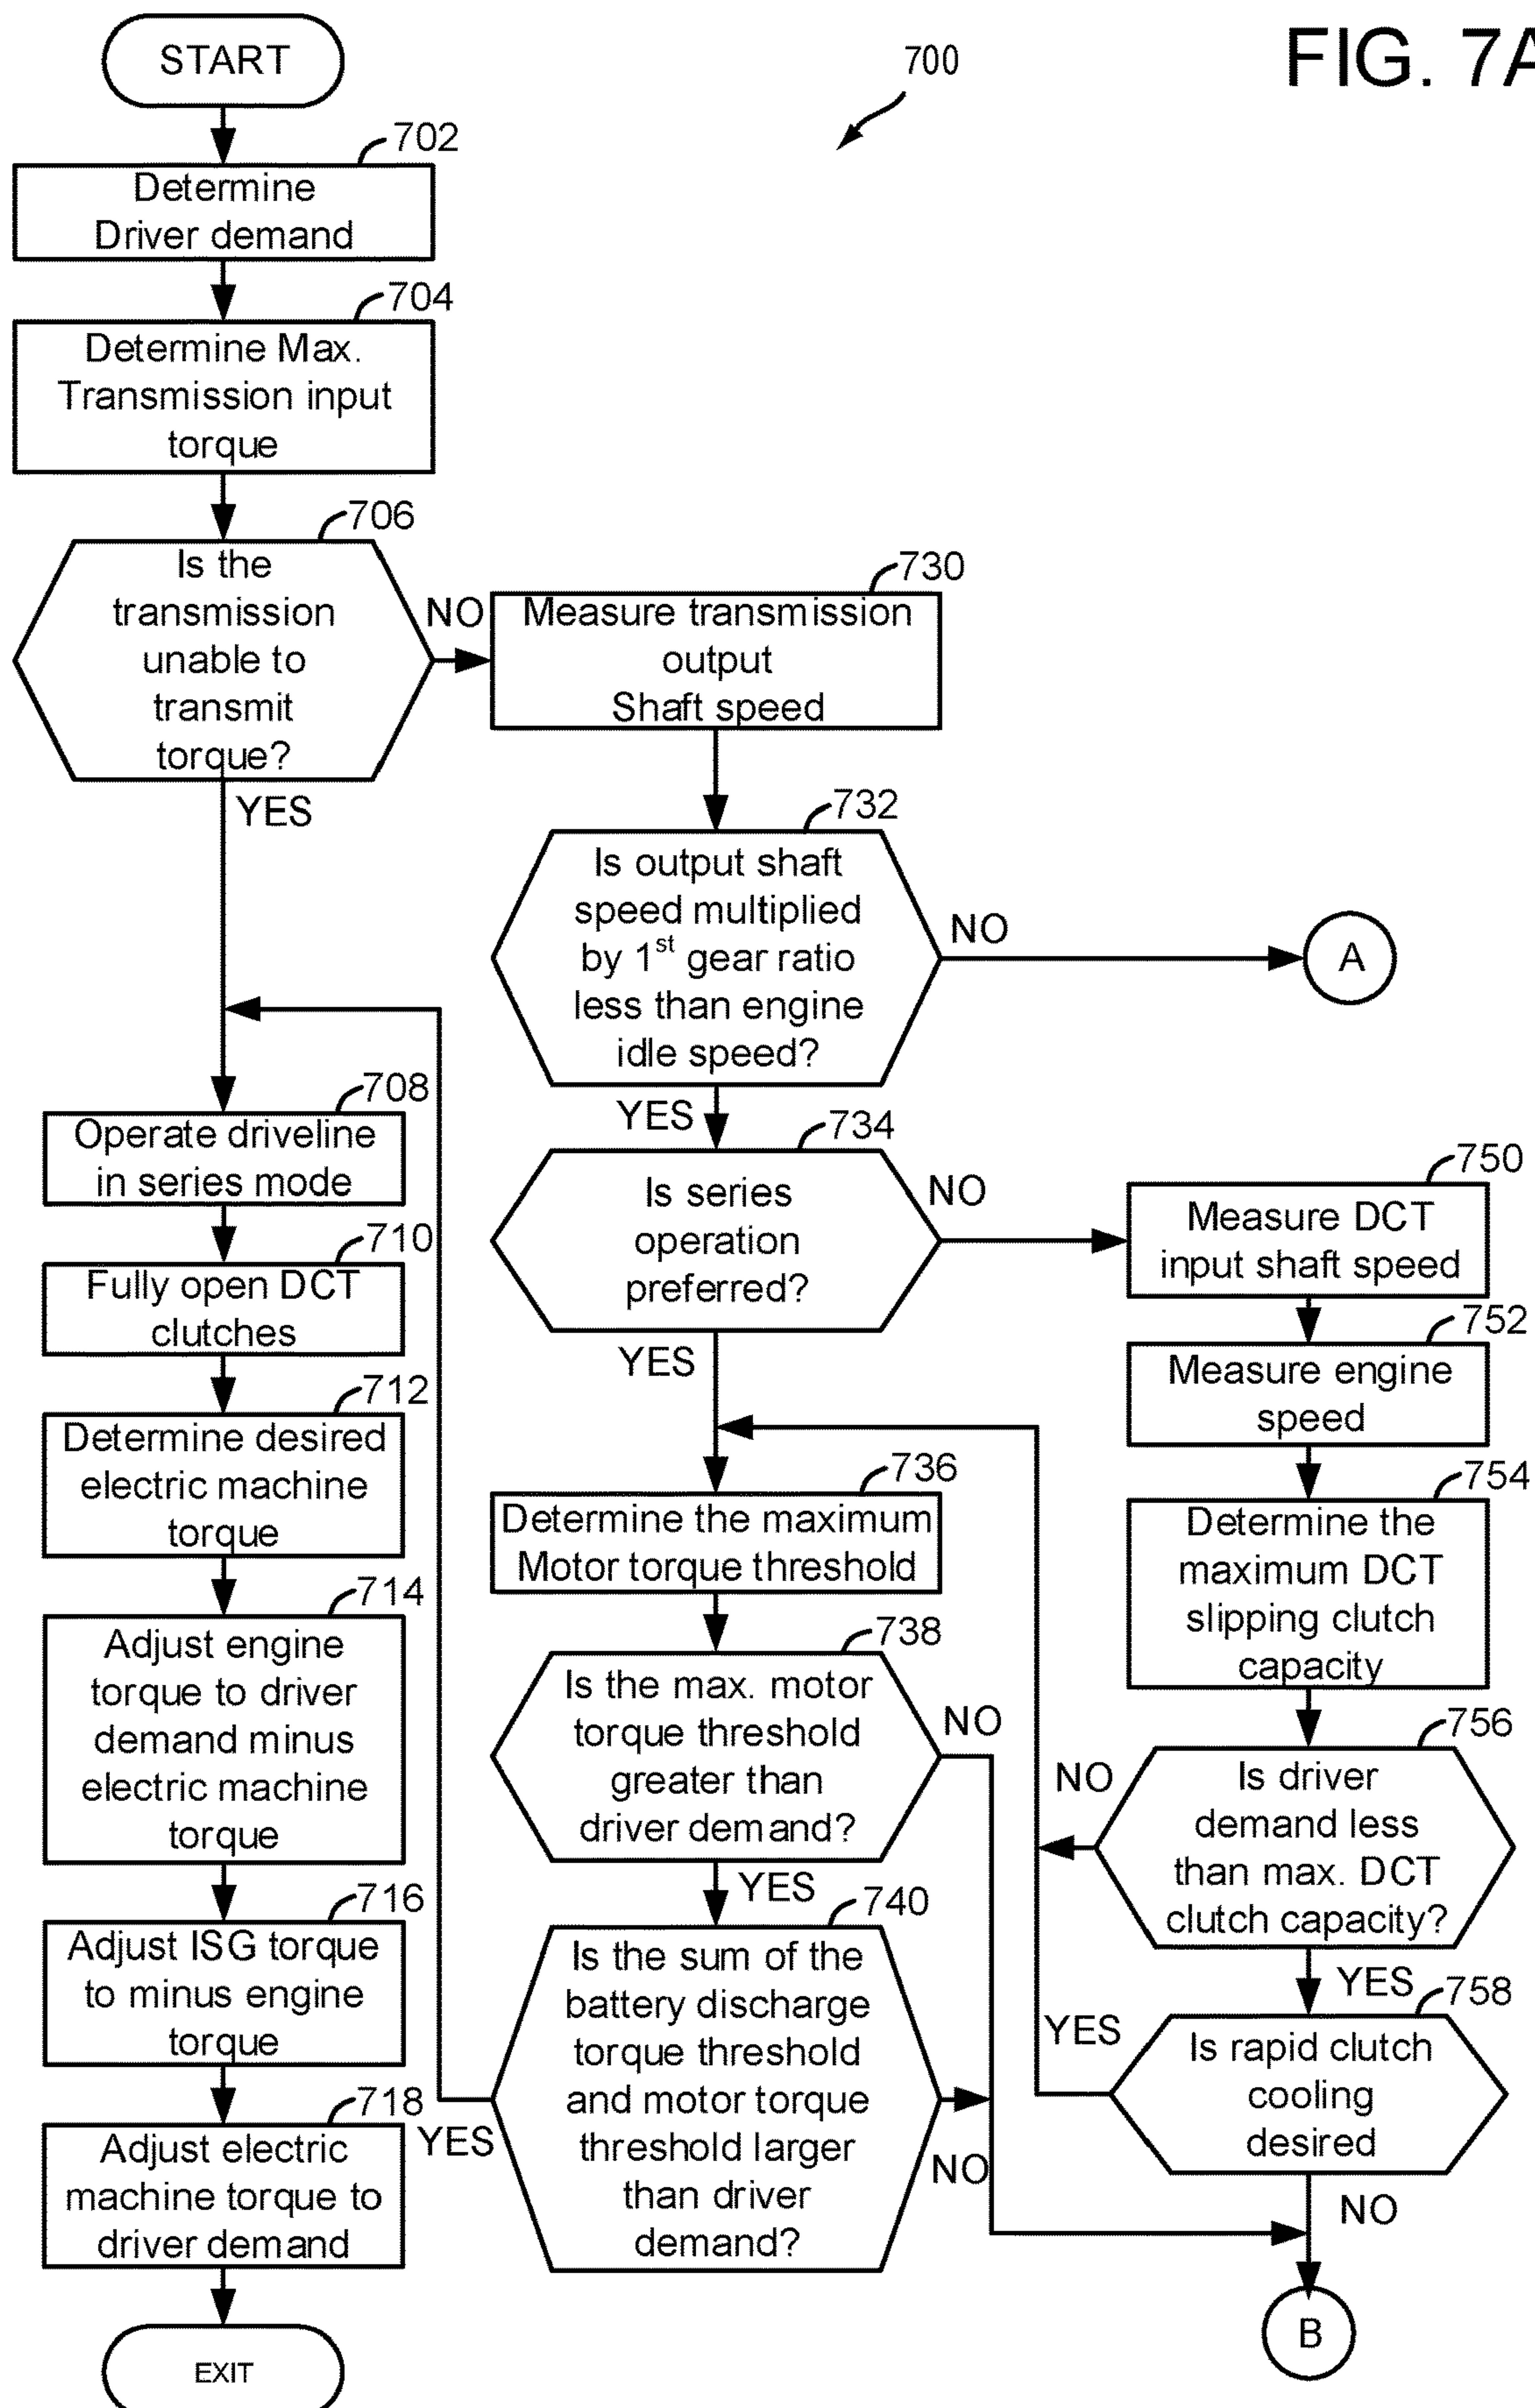 FIG. 7A
700
START
702
Determine
Driver demand
704
Determine Max.
Transmission input
torque
706
Is the
transmission
unable to
transmit
torque?
NO
YES
730
Measure transmission
output
Shaft speed
732
Is output shaft
speed multiplied
by 1st gear ratio
less than engine
idle speed?
NO
A
YES
708
Operate driveline
in series mode
710
Fully open DCT
clutches
712
Determine desired
electric machine
torque
714
Adjust engine
torque to driver
demand minus
electric machine
torque
716
Adjust ISG torque
to minus engine
torque
718
Adjust electric
machine torque to
driver demand
EXIT
734
Is series
operation
preferred?
NO
YES
736
Determine the maximum
Motor torque threshold
738
Is the max. motor
torque threshold
greater than
driver demand?
NO
YES
740
Is the sum of the
battery discharge
torque threshold
and motor torque
threshold larger
than driver
demand?
YES
NO
750
Measure DCT
input shaft speed
752
Measure engine
speed
754
Determine the
maximum DCT
slipping clutch
capacity
756
Is driver
demand less
than max. DCT
clutch capacity?
NO
YES
758
Is rapid clutch
cooling
desired
YES
NO
B